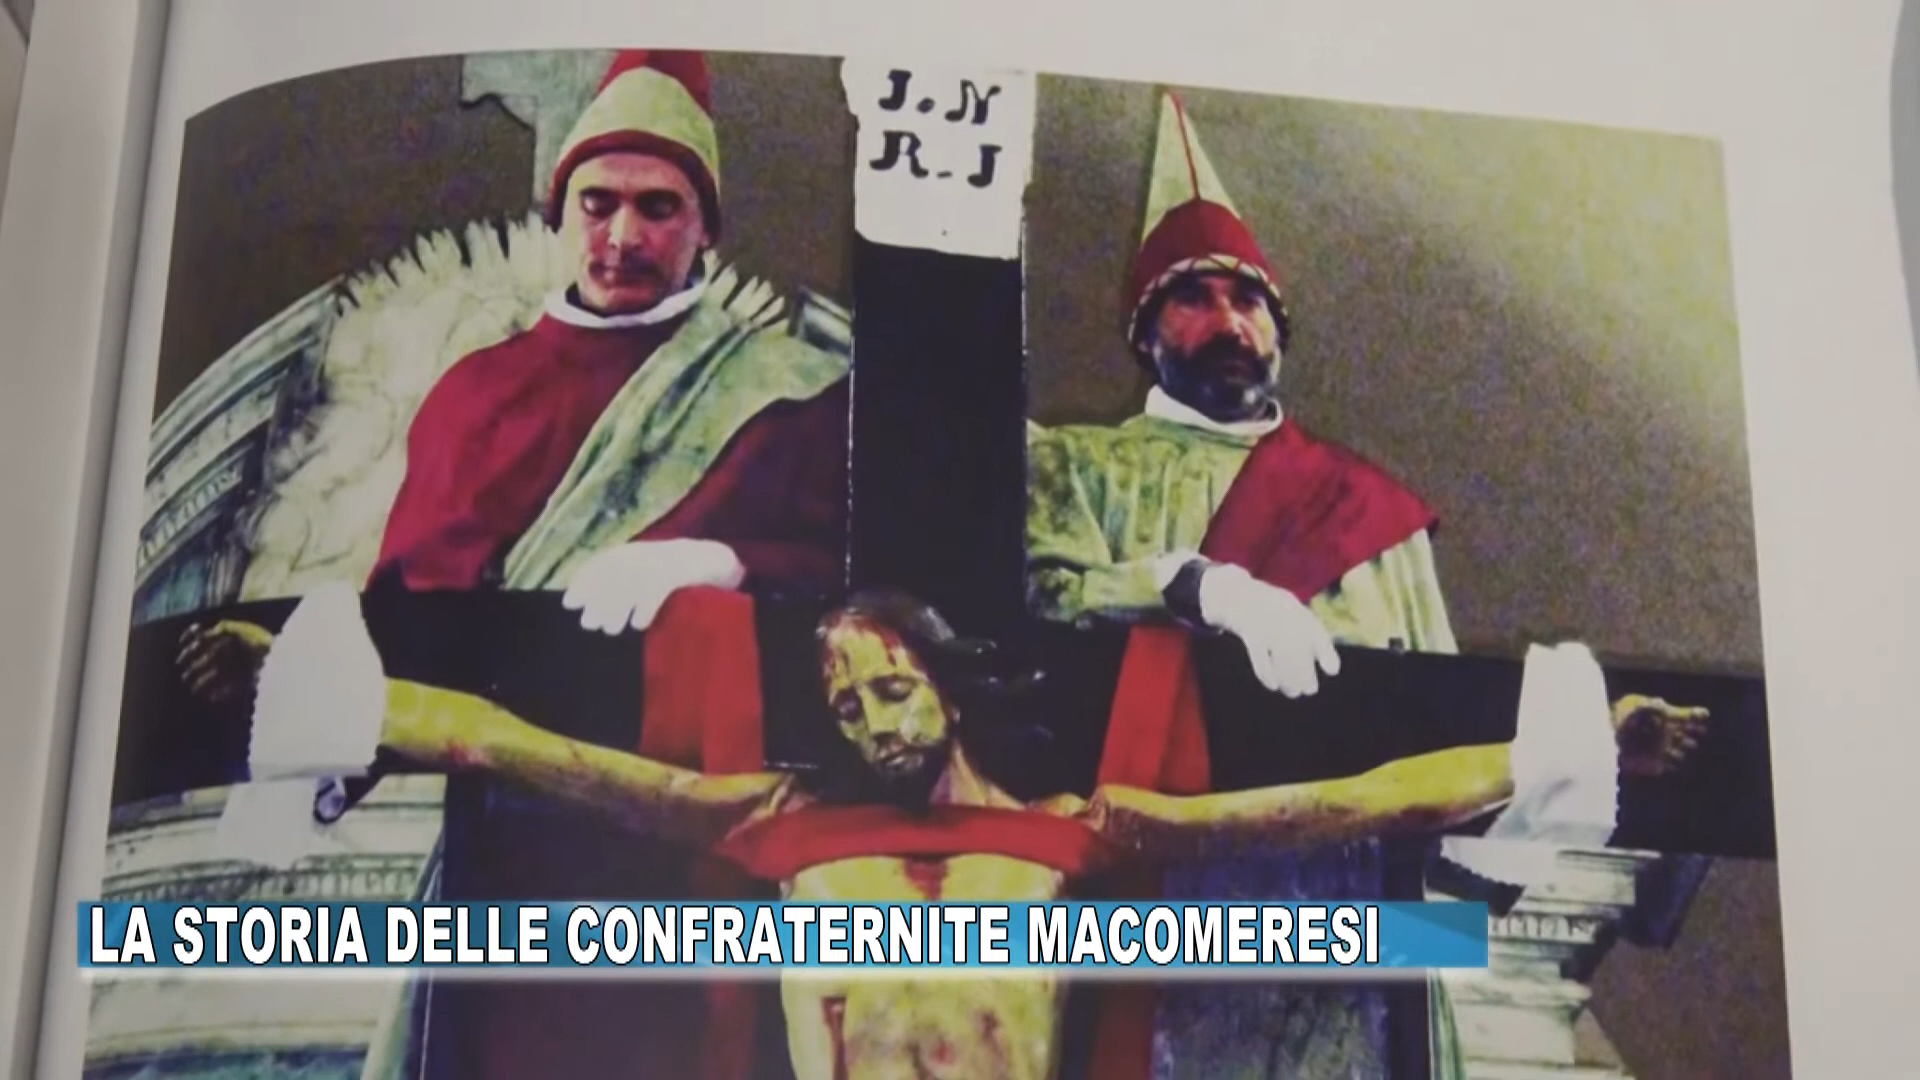 J. N
R. J
LA STORIA DELLE CONFRATERNITE MACOMERESI